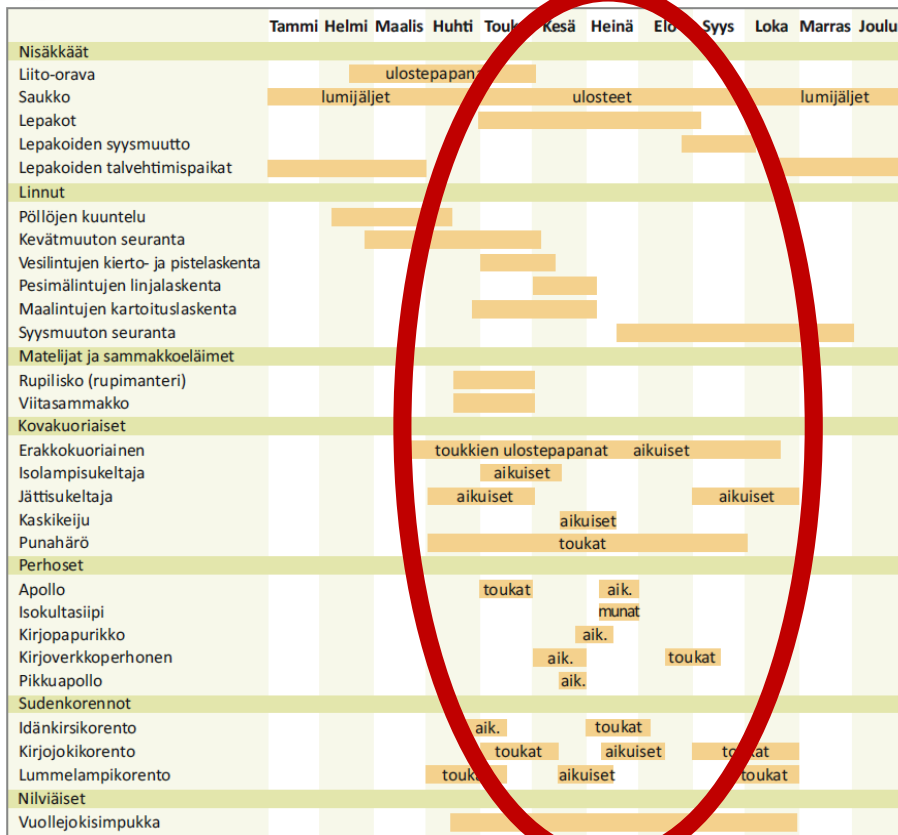 Tammi Helmi Maalis Huhti Touko Kesä Heinä Elo Syys Loka Marras Joulu
Nisäkkäät
Liito-orava ulostepapanat
Saukko lumijäljet ulosteet lumijäljet
Lepakot
Lepakoiden syysmuutto
Lepakoiden talvehtimispaikat
Linnut
Pöllöjen kuuntelu
Kevätmuuton seuranta
Vesilintujen kierto- ja pistelaskenta
Pesimälintujen linjalaskenta
Maalintujen kartoituslaskenta
Syysmuuton seuranta
Matelijat ja sammakkoeläimet
Rupilisko (rupimanteri)
Viitasammakko
Kovakuoriaiset
Erakkokuoriainen toukkien ulostepapanat aikuiset
Isolampisukeltaja aikuiset
Jättisukeltaja aikuiset aikuiset
Kaskikeiju aikuiset
Punahärö toukat
Perhoset
Apollo toukat aik.
Isokultasiipi munat
Kirjopapurikko aik.
Kirjoverkkoperhonen aik. toukat
Pikkuapollo aik.
Sudenkorennot
Idänkirsikorento aik. toukat
Kirjojokikorento toukat aikuiset toukat
Lummelampikorento toukat aikuiset toukat
Nilviäiset
Vuollejokisimpukka